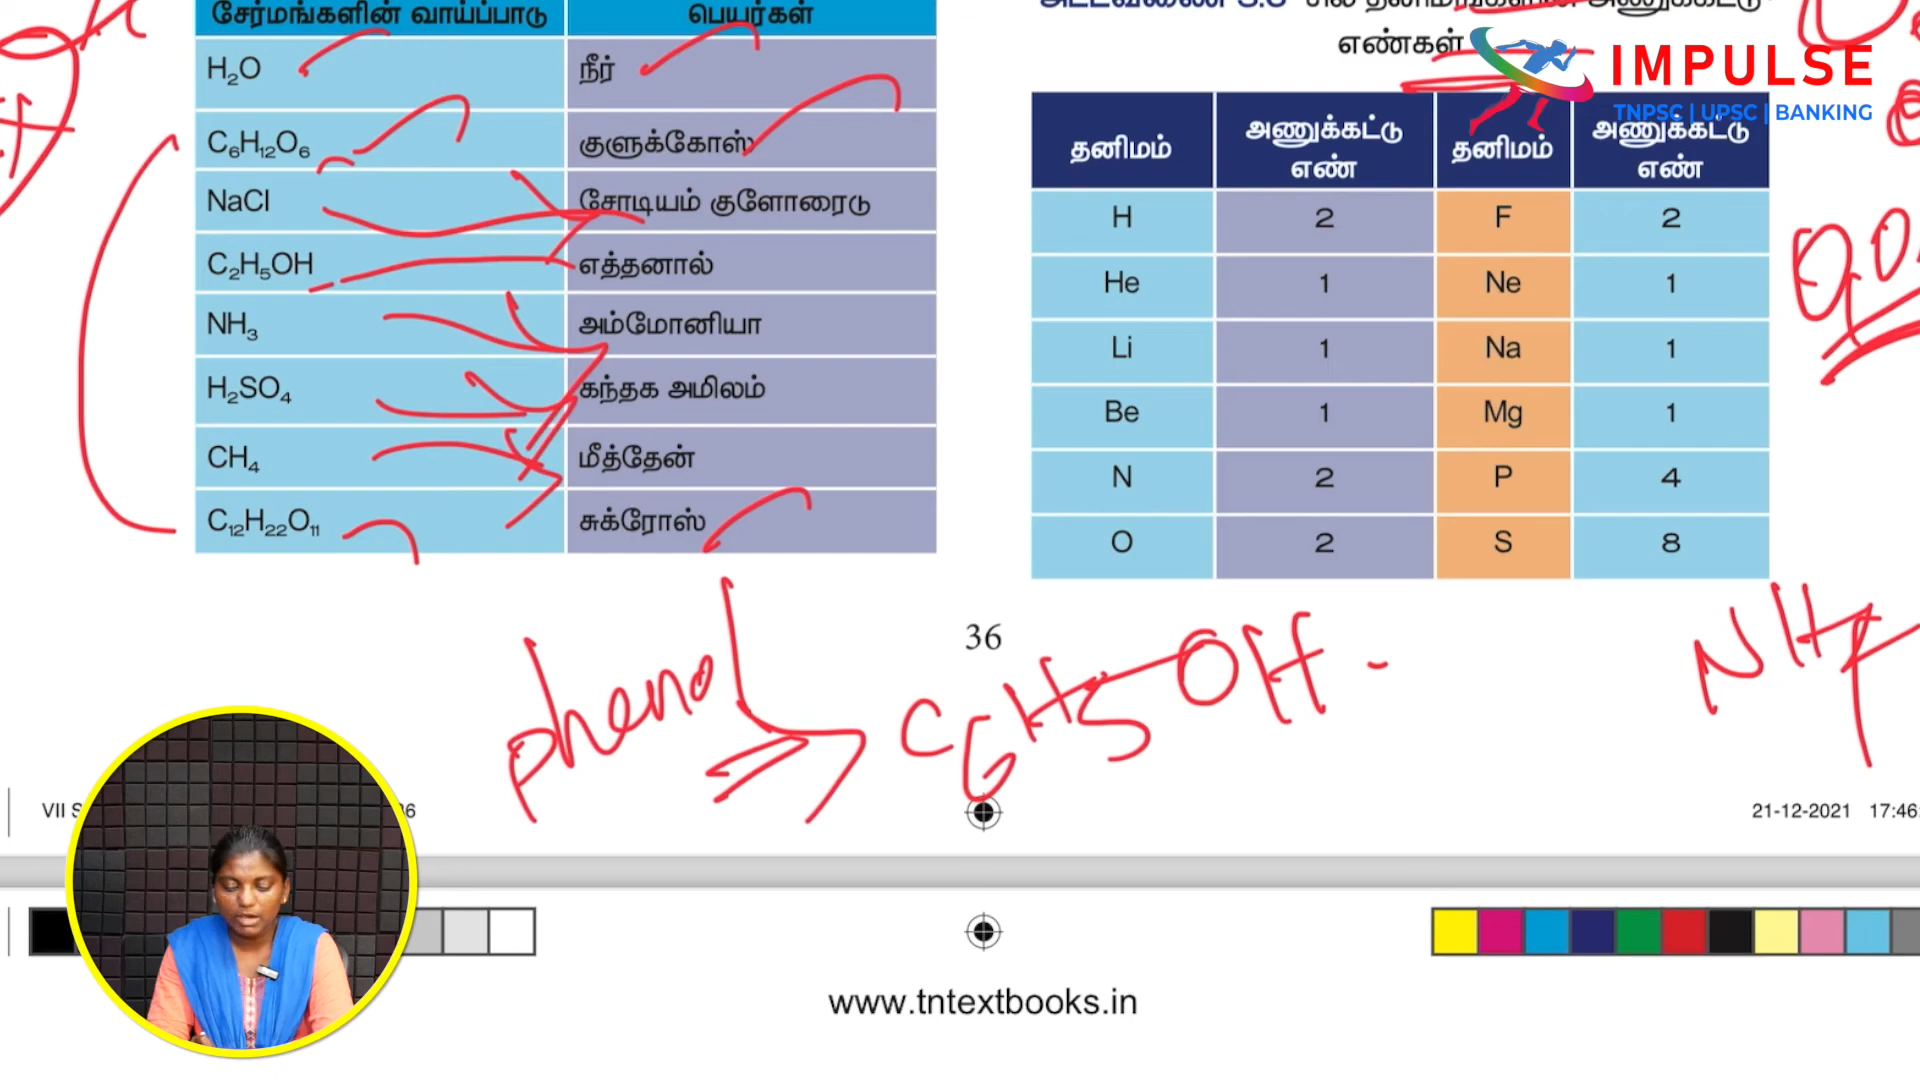 சேர்மங்களின் வாய்ப்பாடு பெயர்கள்
H₂O நீர்
C₆H₁₂O₆ குளுக்கோஸ்
NaCl சோடியம் குளோரைடு
C₂H₅OH எத்தனால்
NH₃ அம்மோனியா
H₂SO₄ கந்தக அமிலம்
CH₄ மீத்தேன்
C₁₂H₂₂O₁₁ சுக்ரோஸ்
எண்கள்
IMPULSE
TNPSC | UPSC | BANKING
தனிமம் அணுக்கட்டு எண் தனிமம் அணுக்கட்டு எண்
H 2 F 2
He 1 Ne 1
Li 1 Na 1
Be 1 Mg 1
N 2 P 4
O 2 S 8
36
phenol C6H5OH
VII S
21-12-2021 17:46:
www.tntextbooks.in